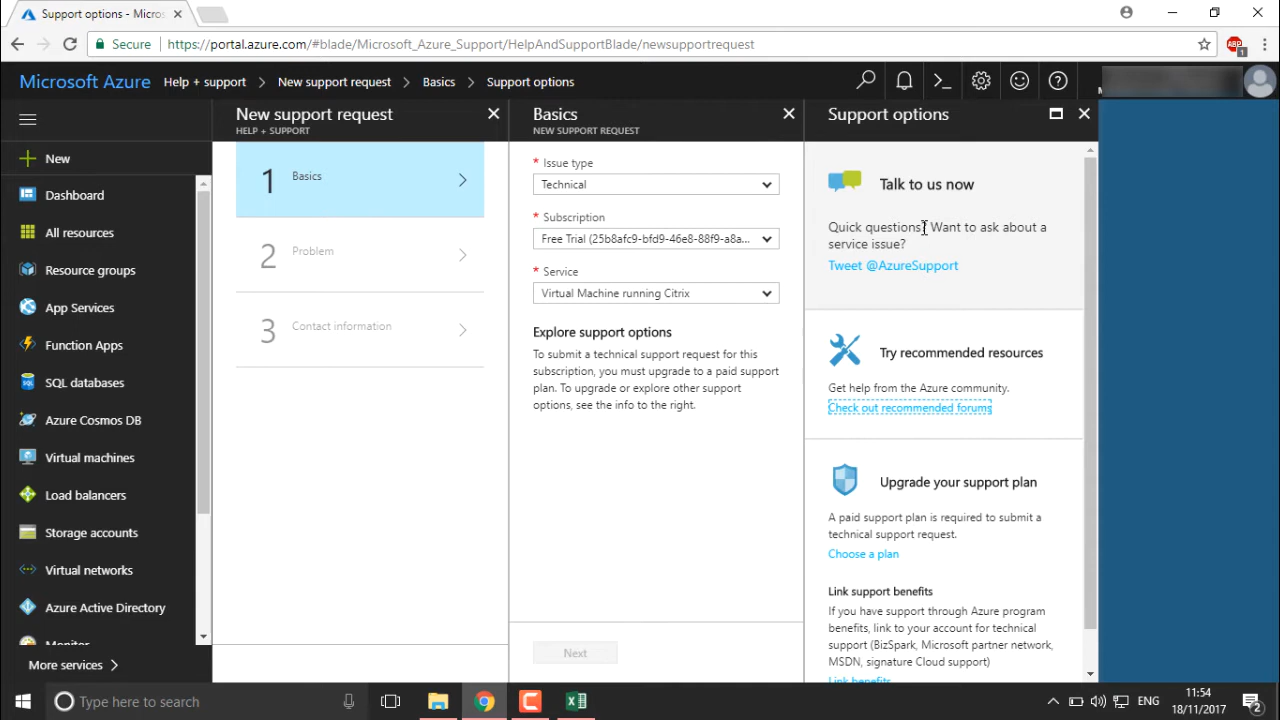 Support options - Micros
Secure
https://portal.azure.com/#blade/Microsoft_Azure_Support/HelpAndSupportBlade/newsupportrequest
ABP
1
Microsoft Azure
Help + support > New support request > Basics > Support options
New
Dashboard
All resources
Resource groups
App Services
Function Apps
SQL databases
Azure Cosmos DB
Virtual machines
Load balancers
Storage accounts
Virtual networks
Azure Active Directory
Monitor
More services
New support request
HELP + SUPPORT
1 Basics
2 Problem
3 Contact information
Basics
NEW SUPPORT REQUEST
* Issue type
Technical
* Subscription
Free Trial (25b8afc9-bfd9-46e8-88f9-a8a...
* Service
Virtual Machine running Citrix
Explore support options
To submit a technical support request for this
subscription, you must upgrade to a paid support
plan. To upgrade or explore other support
options, see the info to the right.
Next
Support options
Talk to us now
Quick questions? Want to ask about a
service issue?
Tweet @AzureSupport
Try recommended resources
Get help from the Azure community.
Check out recommended forums
Upgrade your support plan
A paid support plan is required to submit a
technical support request.
Choose a plan
Link support benefits
If you have support through Azure program
benefits, link to your account for technical
support (BizSpark, Microsoft partner network,
MSDN, signature Cloud support)
Link benefits
Type here to search
ENG
11:54
18/11/2017
2